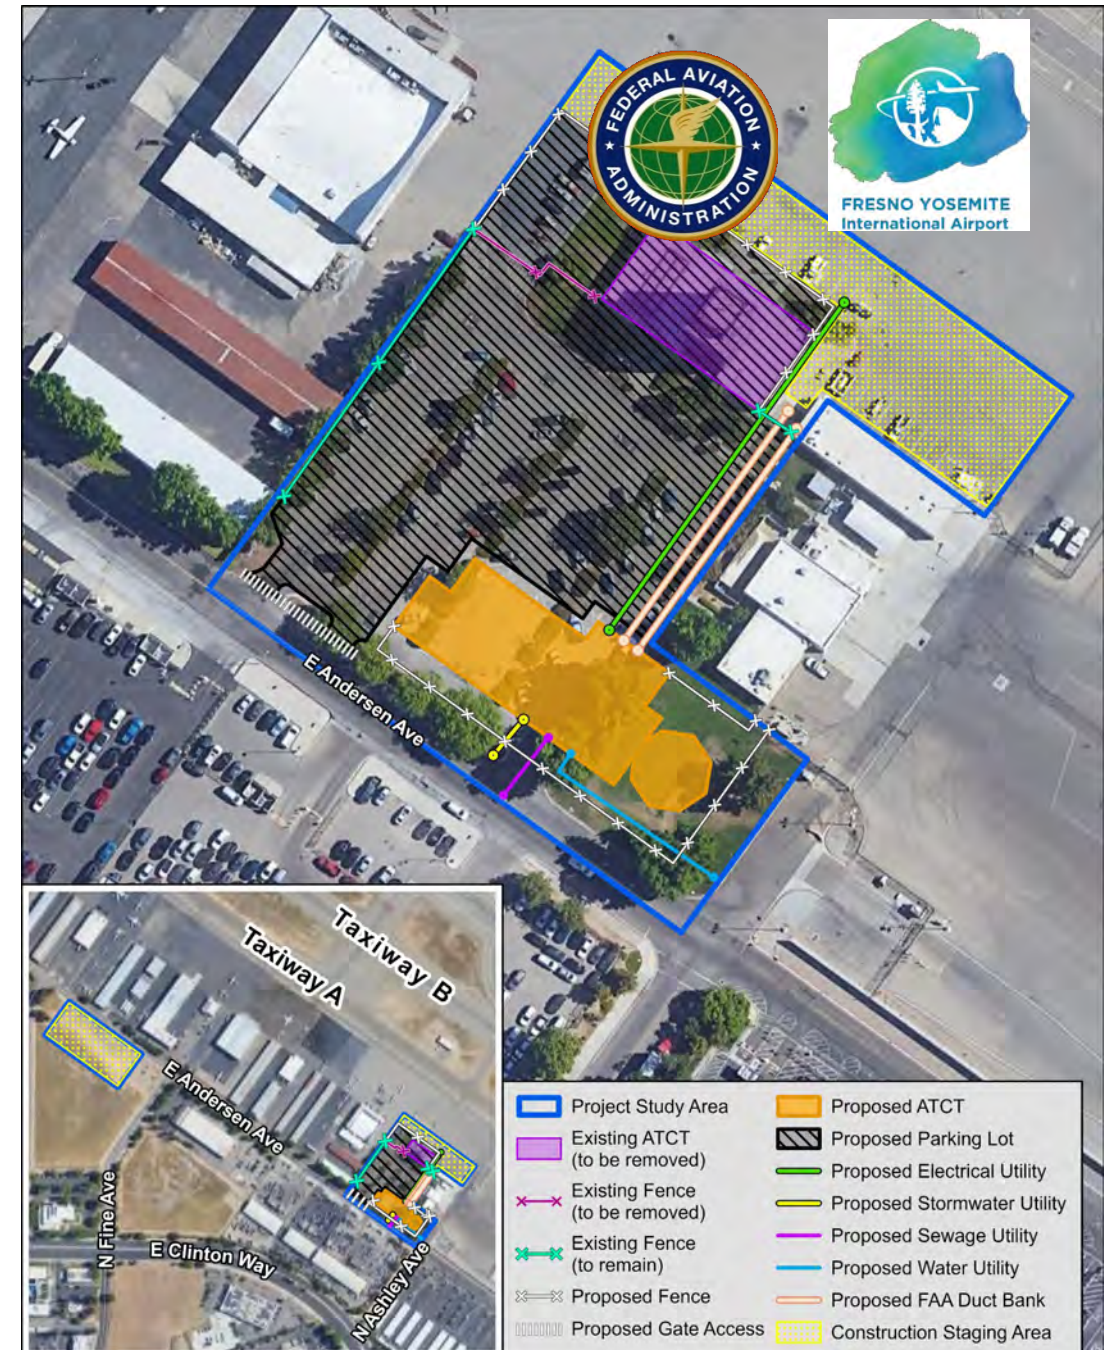 FEDERAL AVIATION
ADMINISTRATION
FRESNO YOSEMITE
International Airport
E Andersen Ave
Taxiway B
Taxiway A
E Andersen Ave
N Fine Ave
E Clinton Way
N Ashley Ave
Project Study Area
Existing ATCT
(to be removed)
Existing Fence
(to be removed)
Existing Fence
(to remain)
Proposed Fence
Proposed Gate Access
Proposed ATCT
Proposed Parking Lot
Proposed Electrical Utility
Proposed Stormwater Utility
Proposed Sewage Utility
Proposed Water Utility
Proposed FAA Duct Bank
Construction Staging Area